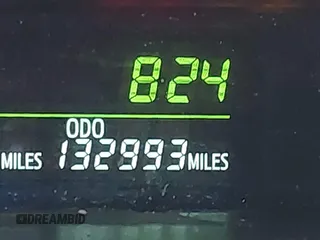 824
ODO
MILES 132993 MILES
DREAMBID